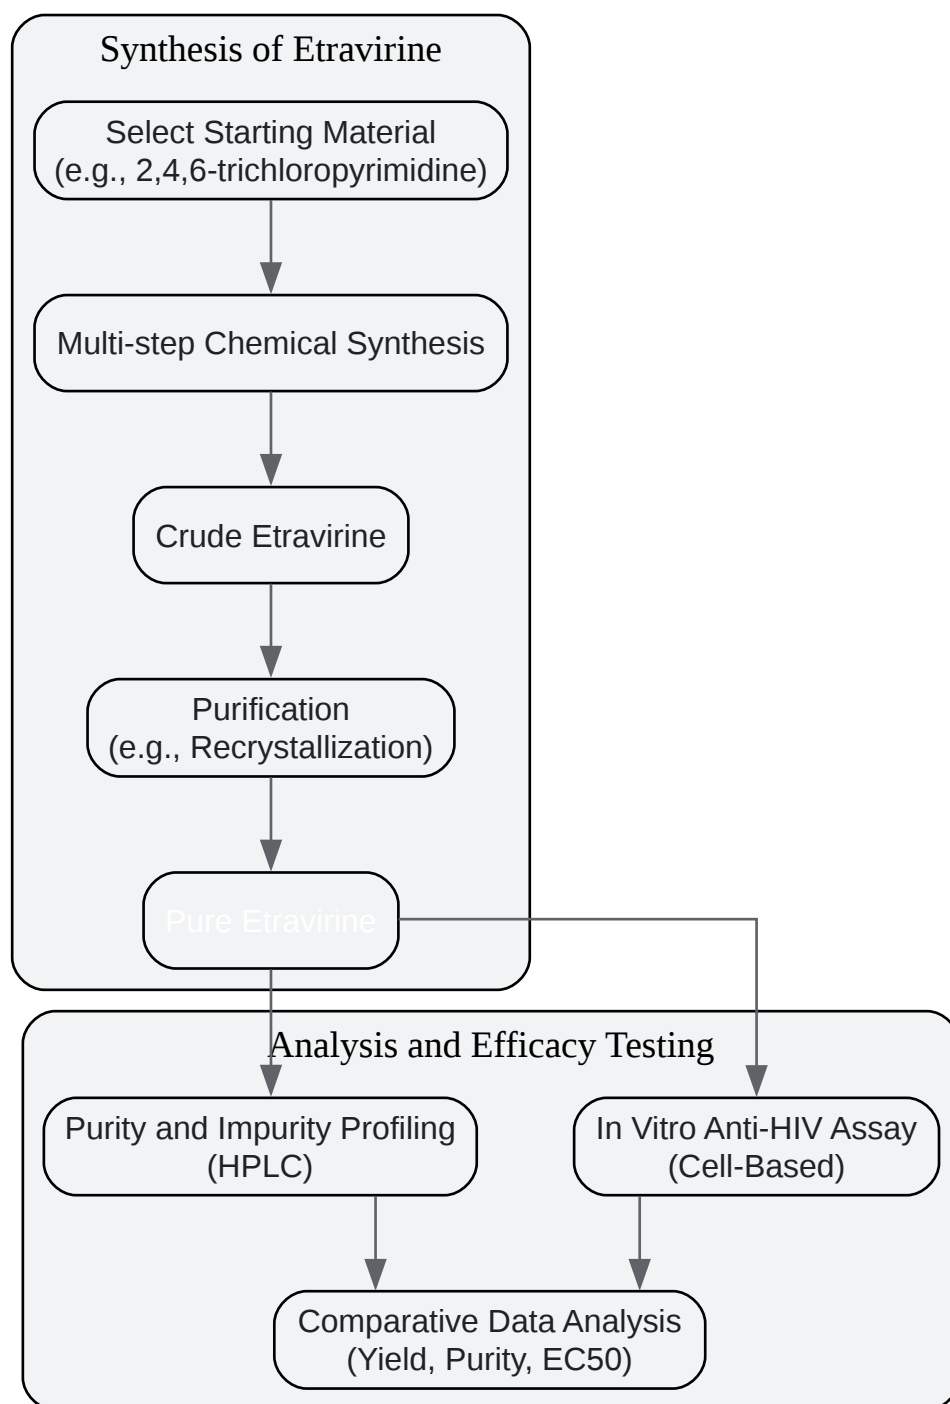 Synthesis of Etravirine
Select Starting Material
(e.g., 2,4,6-trichloropyrimidine)
Multi-step Chemical Synthesis
Crude Etravirine
Purification
(e.g., Recrystallization)
Pure Etravirine
Analysis and Efficacy Testing
Purity and Impurity Profiling
(HPLC)
In Vitro Anti-HIV Assay
(Cell-Based)
Comparative Data Analysis
(Yield, Purity, EC50)